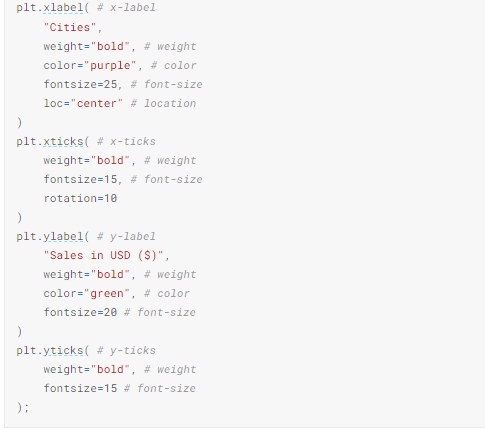 plt.xlabel( # x-label
    "Cities",
    weight="bold", # weight
    color="purple", # color
    fontsize=25, # font-size
    loc="center" # location
)
plt.xticks( # x-ticks
    weight="bold", # weight
    fontsize=15, # font-size
    rotation=10
)
plt.ylabel( # y-label
    "Sales in USD ($)",
    weight="bold", # weight
    color="green", # color
    fontsize=20 # font-size
)
plt.yticks( # y-ticks
    weight="bold", # weight
    fontsize=15 # font-size
);